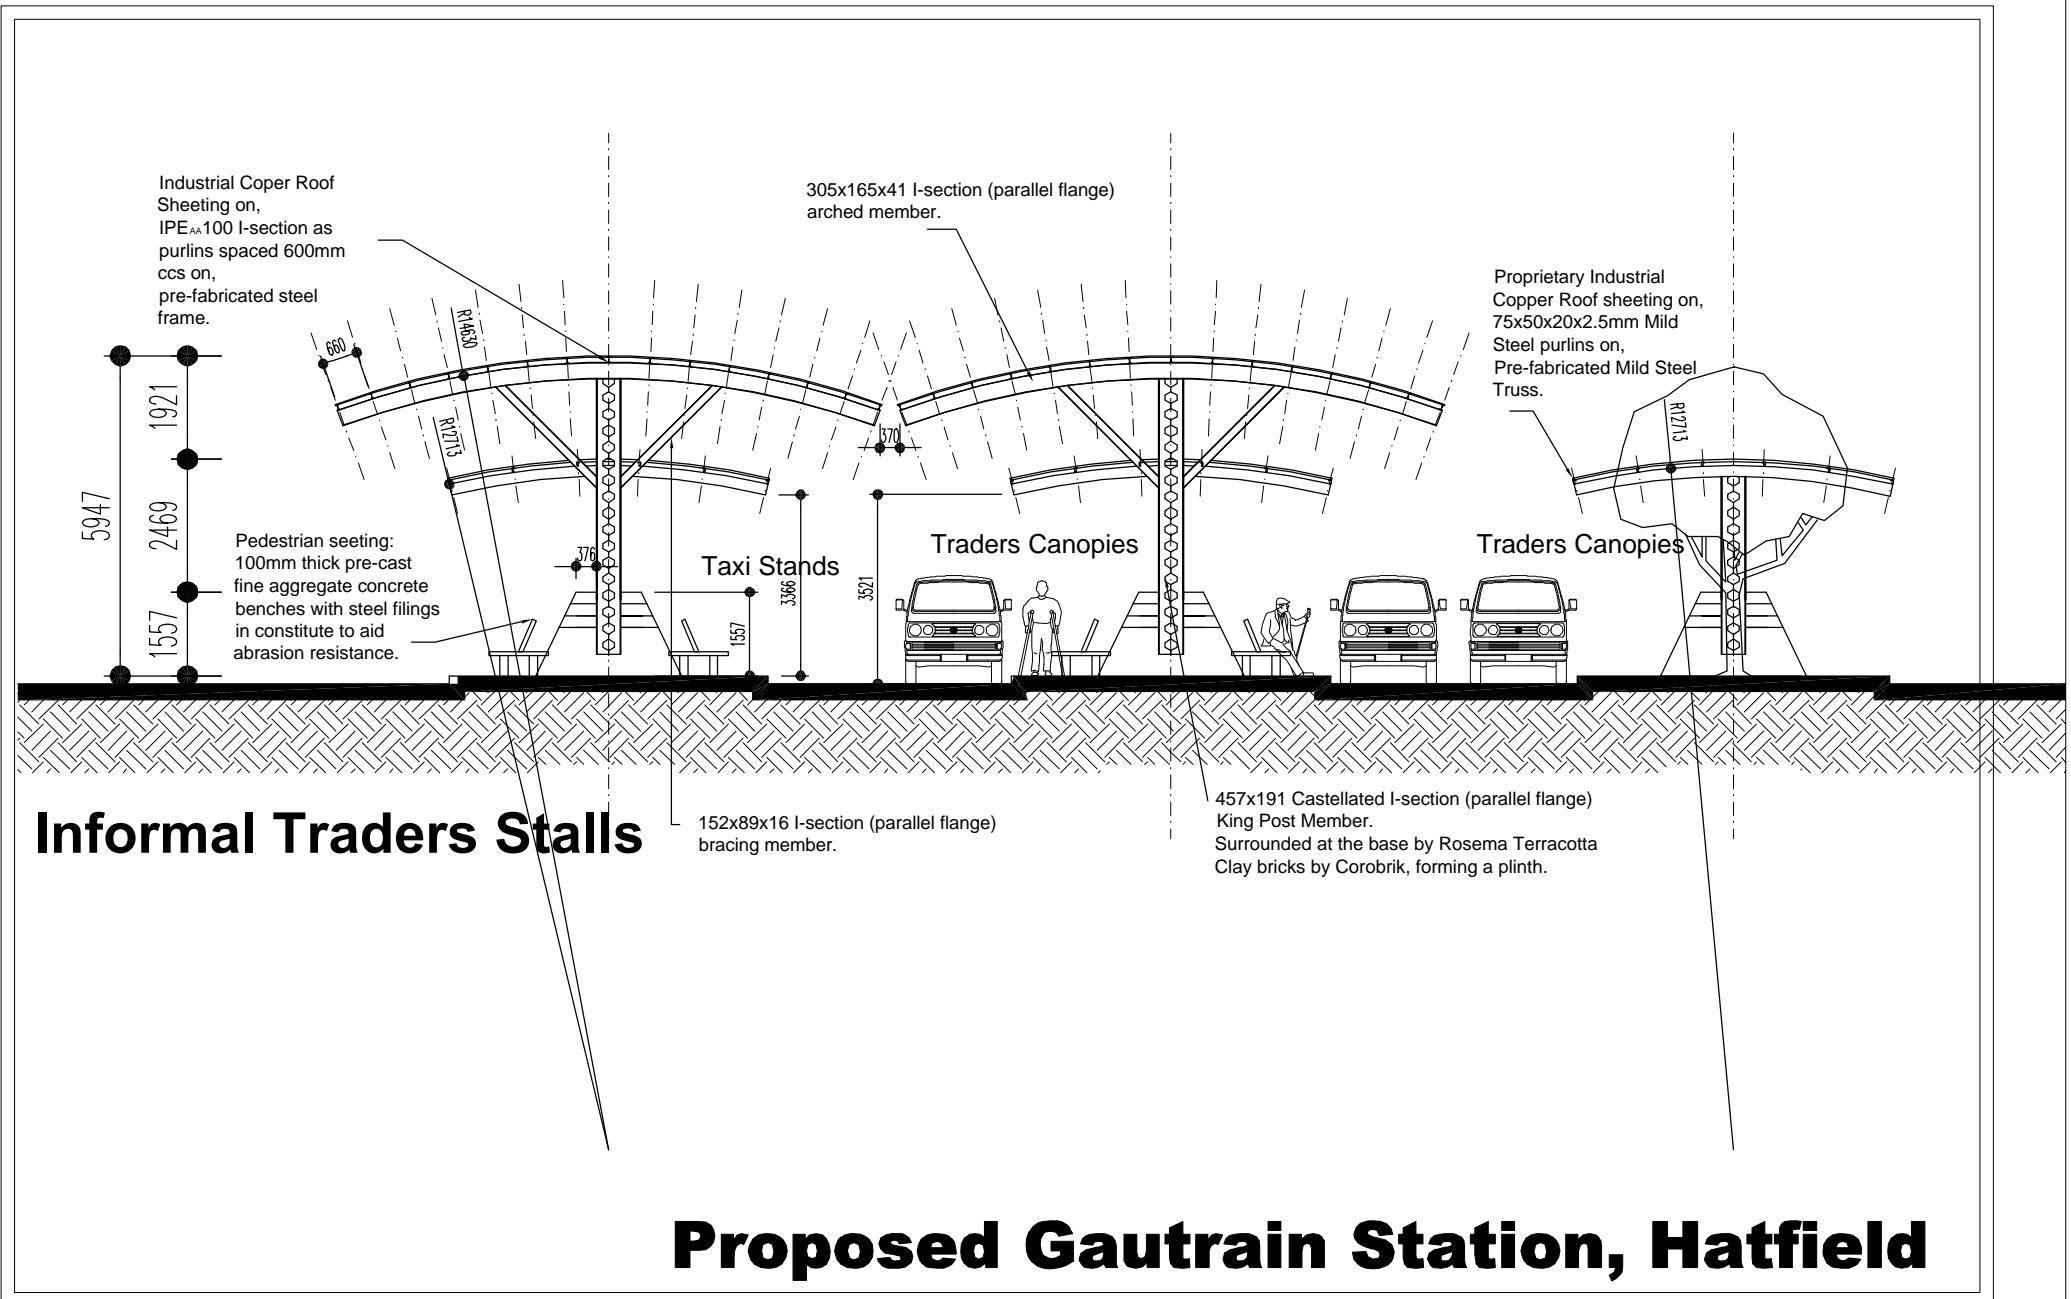 Industrial Coper Roof
Sheeting on,
IPEAA100 I-section as
purlins spaced 600mm
ccs on,
pre-fabricated steel
frame.
305x165x41 I-section (parallel flange)
arched member.
Proprietary Industrial
Copper Roof sheeting on,
75x50x20x2.5mm Mild
Steel purlins on,
Pre-fabricated Mild Steel
Truss.
660
R14630
R12713
370
R12713
5947
1921
2469
1557
Pedestrian seeting:
100mm thick pre-cast
fine aggregate concrete
benches with steel filings
in constitute to aid
abrasion resistance.
376
Taxi Stands
1557
3366
3521
Traders Canopies
Traders Canopies
Informal Traders Stalls
152x89x16 I-section (parallel flange)
bracing member.
457x191 Castellated I-section (parallel flange)
King Post Member.
Surrounded at the base by Rosema Terracotta
Clay bricks by Corobrik, forming a plinth.
Proposed Gautrain Station, Hatfield